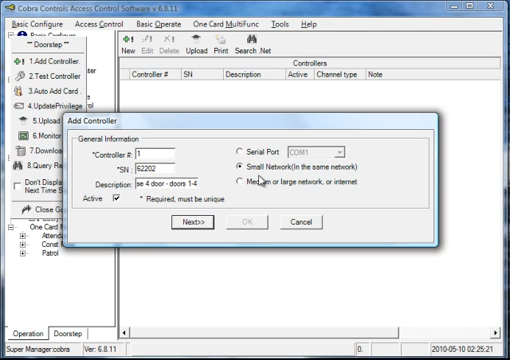 Cobra Controls Access Control Software v 6.8.11
Basic Configure Access Control Basic Operate One Card MultiFunc Tools Help
** Doorstep **
1.Add Controller.
2.Test Controller
3.Auto Add Card .
4.UpdatePrivilege
5.Upload
6.Monitor
7.Download
8.Query Re
Don't Display
Next Time
Close
One Card
Attend
Const
Patrol
Operation Doorstep
New Edit Delete Upload Print Search .Net
Controllers
Controller # SN Description Active Channel type Note
Add Controller
General Information
*Controller #: 1
*SN : 62202
Description: se 4 door - doors 1-4
Active * Required, must be unique
Serial Port COM1
Small Network(In the same network)
Medium or large network, or internet
Next>> OK Cancel
Super Manager:cobra Ver: 6.8.11 0. 2010-05-10 02:25:21